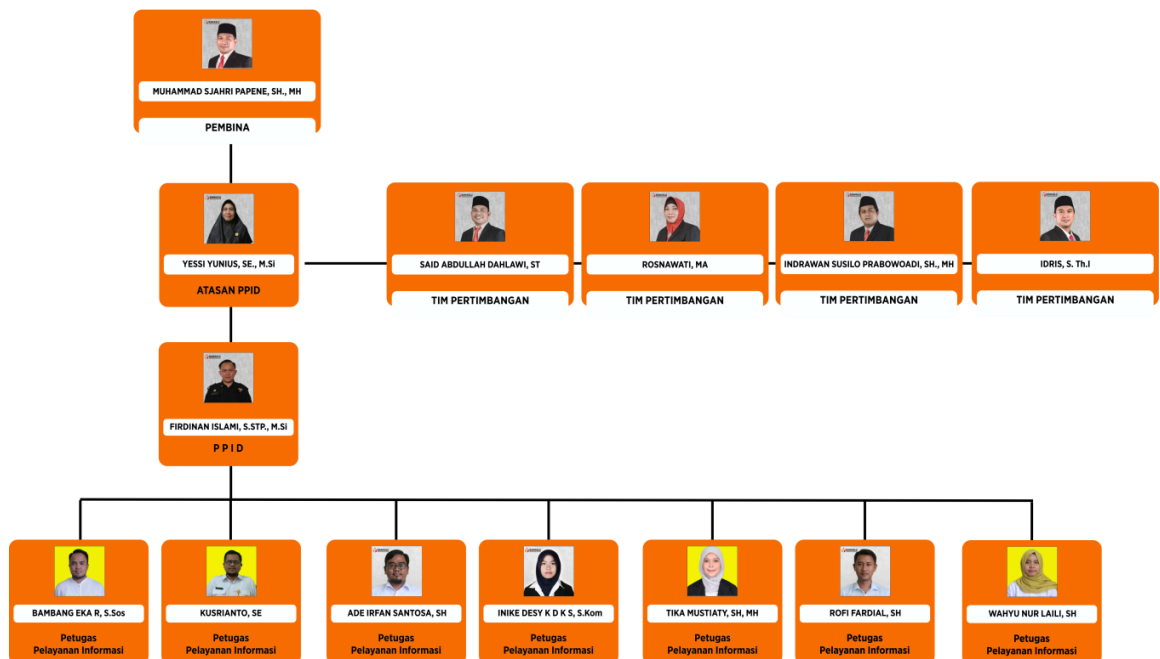 MUHAMMAD SJAHRI PAPENE, SH., MH
PEMBINA
YESSI YUNIUS, SE., M.Si
ATASAN PPID
SAID ABDULLAH DAHLAWI, ST
TIM PERTIMBANGAN
ROSNAWATI, MA
TIM PERTIMBANGAN
INDRAWAN SUSILO PRABOWOADI, SH., MH
TIM PERTIMBANGAN
IDRIS, S. Th.I
TIM PERTIMBANGAN
FIRDINAN ISLAMI, S.STP., M.Si
P P I D
BAMBANG EKA R, S.Sos
Petugas
Pelayanan Informasi
KUSRIANTO, SE
Petugas
Pelayanan Informasi
ADE IRFAN SANTOSA, SH
Petugas
Pelayanan Informasi
INIKE DESY K D K S, S.Kom
Petugas
Pelayanan Informasi
TIKA MUSTIATY, SH, MH
Petugas
Pelayanan Informasi
ROFI FARDIAL, SH
Petugas
Pelayanan Informasi
WAHYU NUR LAILI, SH
Petugas
Pelayanan Informasi